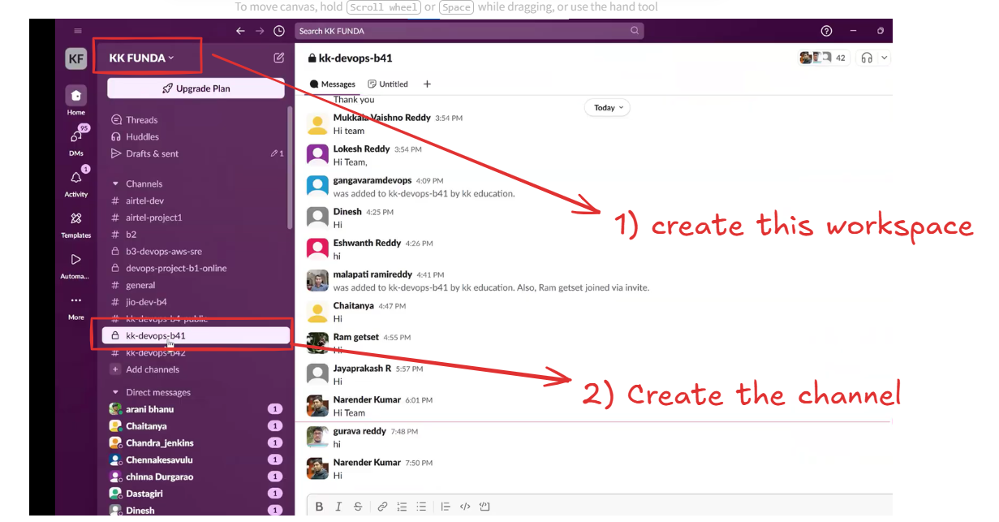 To move canvas, hold Scroll wheel or Space while dragging, or use the hand tool
Search KK FUNDA
KF
KK FUNDA
Upgrade Plan
Home
95
DMs
1
Activity
Templates
Automa...
More
Threads
Huddles
Drafts & sent
1
Channels
# airtel-dev
# airtel-project1
# b2
b3-devops-aws-sre
devops-project-b1-online
# general
# jio-dev-b4
# kk-devops-b4-public
kk-devops-b41
# kk-devops-b42
+ Add channels
Direct messages
arani bhanu 1
Chaitanya 1
Chandra_jenkins 1
Chennakesavulu 1
chinna Durgarao 1
Dastagiri 1
Dinesh 1
kk-devops-b41
42
Messages
Untitled
+
Today
Thank you
Mukkala Vaishno Reddy 3:54 PM
Hi team
Lokesh Reddy 3:54 PM
Hi Team,
gangavaramdevops 4:09 PM
was added to kk-devops-b41 by kk education.
Dinesh 4:25 PM
Hi
Eshwanth Reddy 4:26 PM
hi
malapati ramireddy 4:41 PM
was added to kk-devops-b41 by kk education. Also, Ram getset joined via invite.
Chaitanya 4:47 PM
Hi
Ram getset 4:55 PM
Hi
Jayaprakash R 5:57 PM
Hi
Narender Kumar 6:01 PM
Hi Team
gurava reddy 7:48 PM
hi
Narender Kumar 7:50 PM
Hi
B I S
1) create this workspace
2) Create the channel